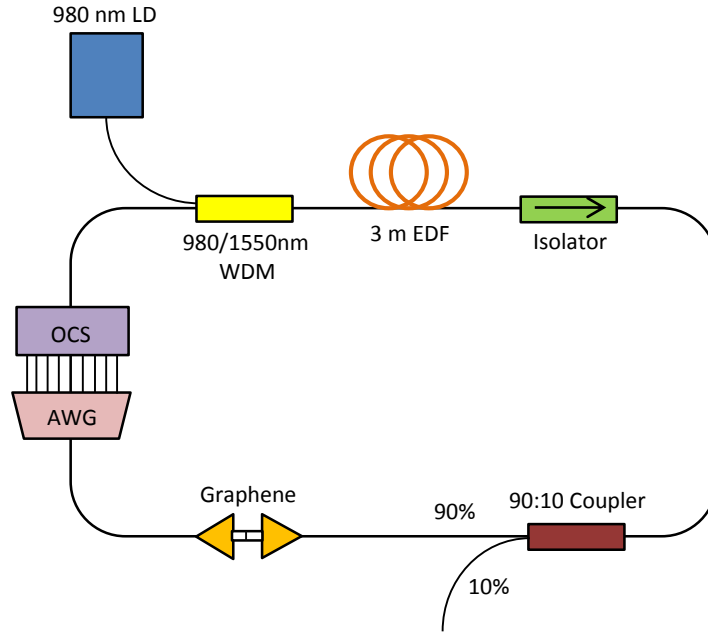 980 nm LD
980/1550nm
WDM
3 m EDF
Isolator
OCS
AWG
Graphene
90%
90:10 Coupler
10%